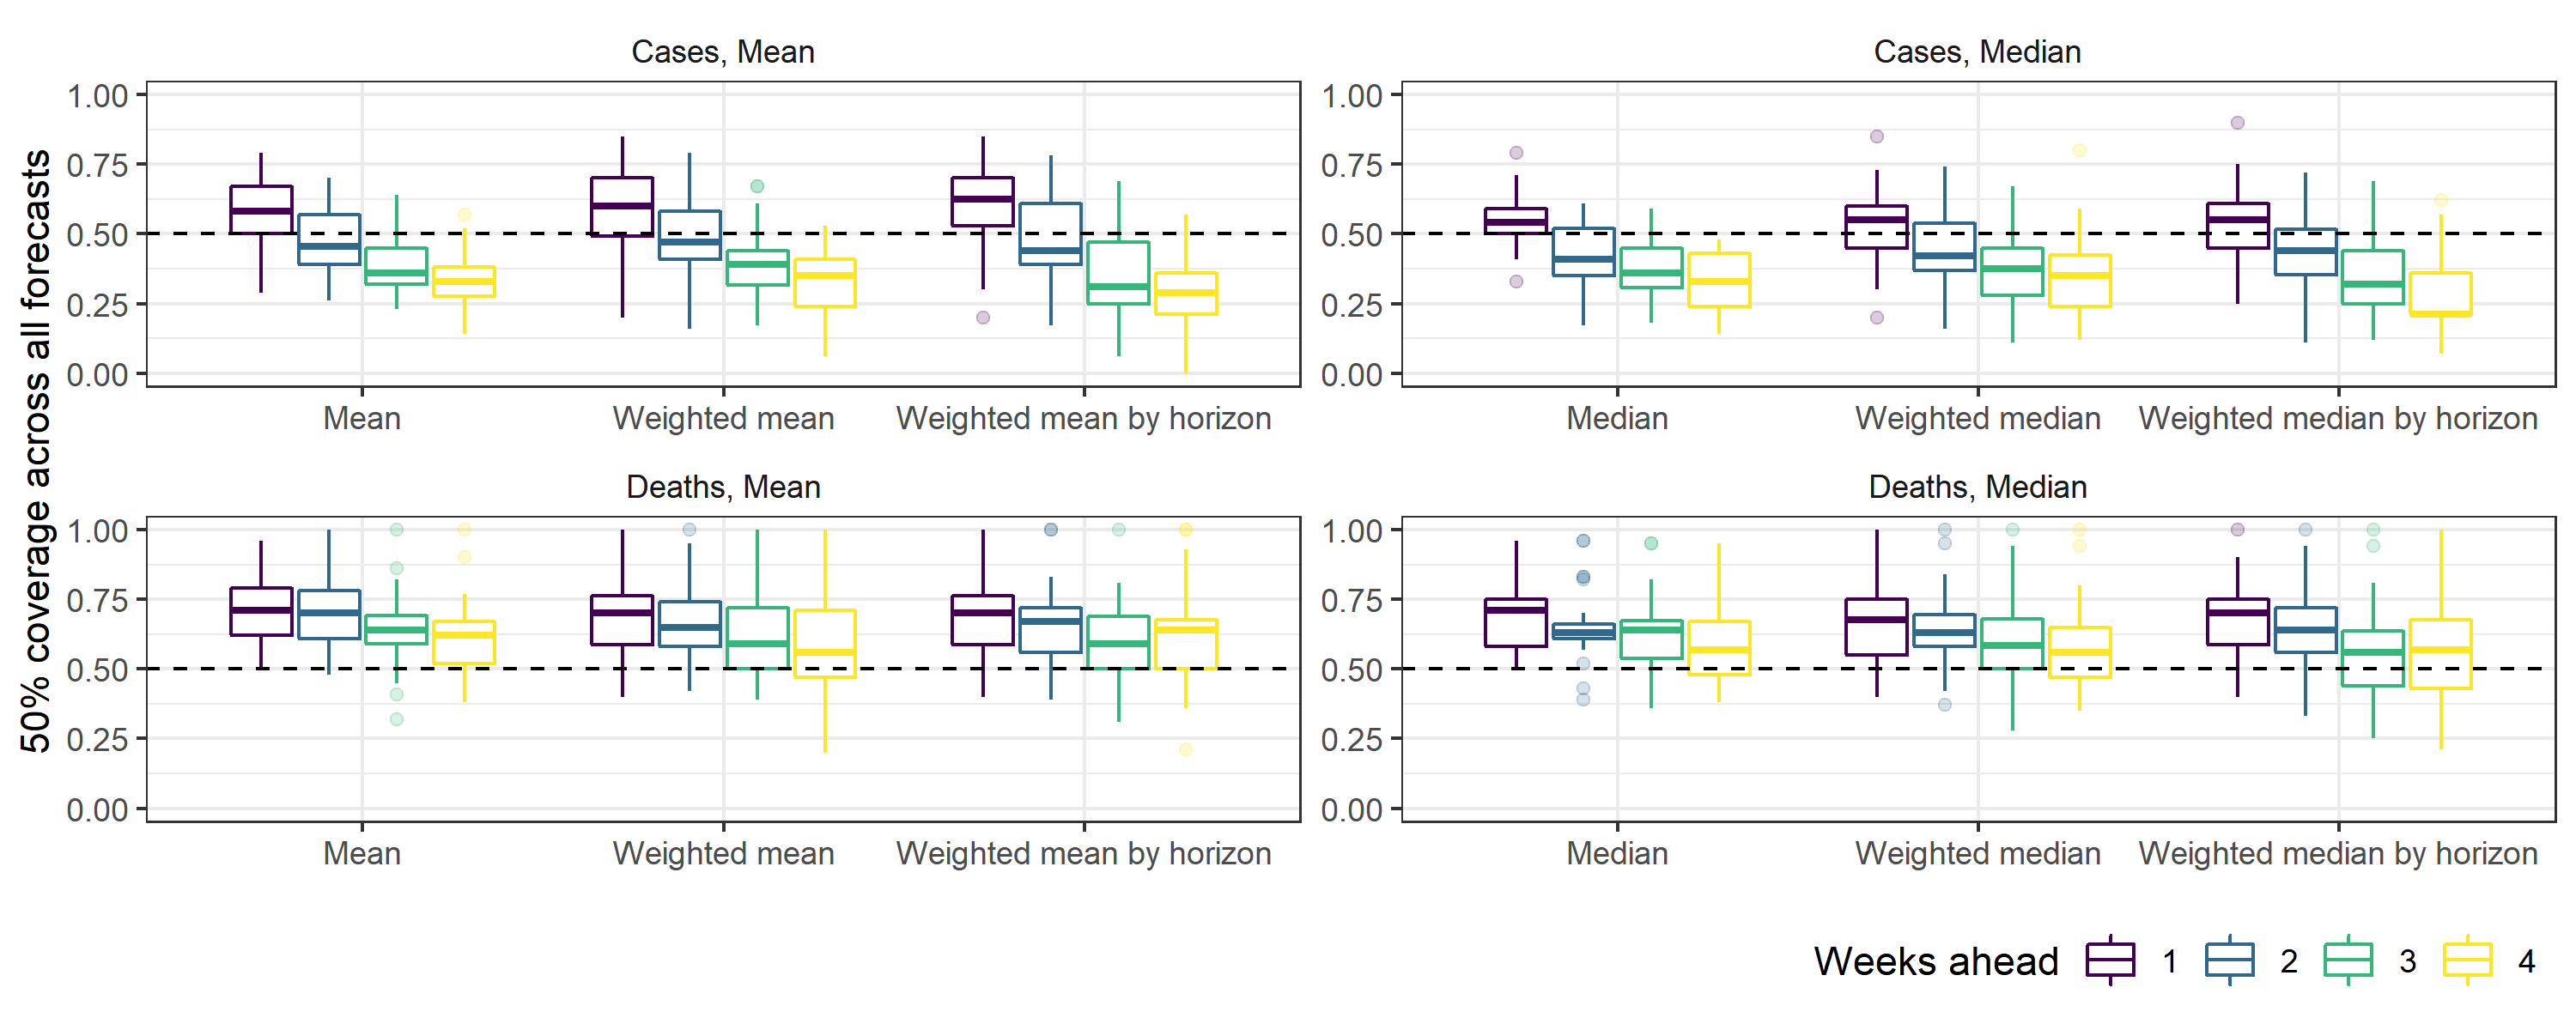 50% coverage across all forecasts
Cases, Mean
1.00
0.75
0.50
0.25
0.00
Mean Weighted mean Weighted mean by horizon
Cases, Median
1.00
0.75
0.50
0.25
0.00
Median Weighted median Weighted median by horizon
Deaths, Mean
1.00
0.75
0.50
0.25
0.00
Mean Weighted mean Weighted mean by horizon
Deaths, Median
1.00
0.75
0.50
0.25
0.00
Median Weighted median Weighted median by horizon
Weeks ahead 1 2 3 4